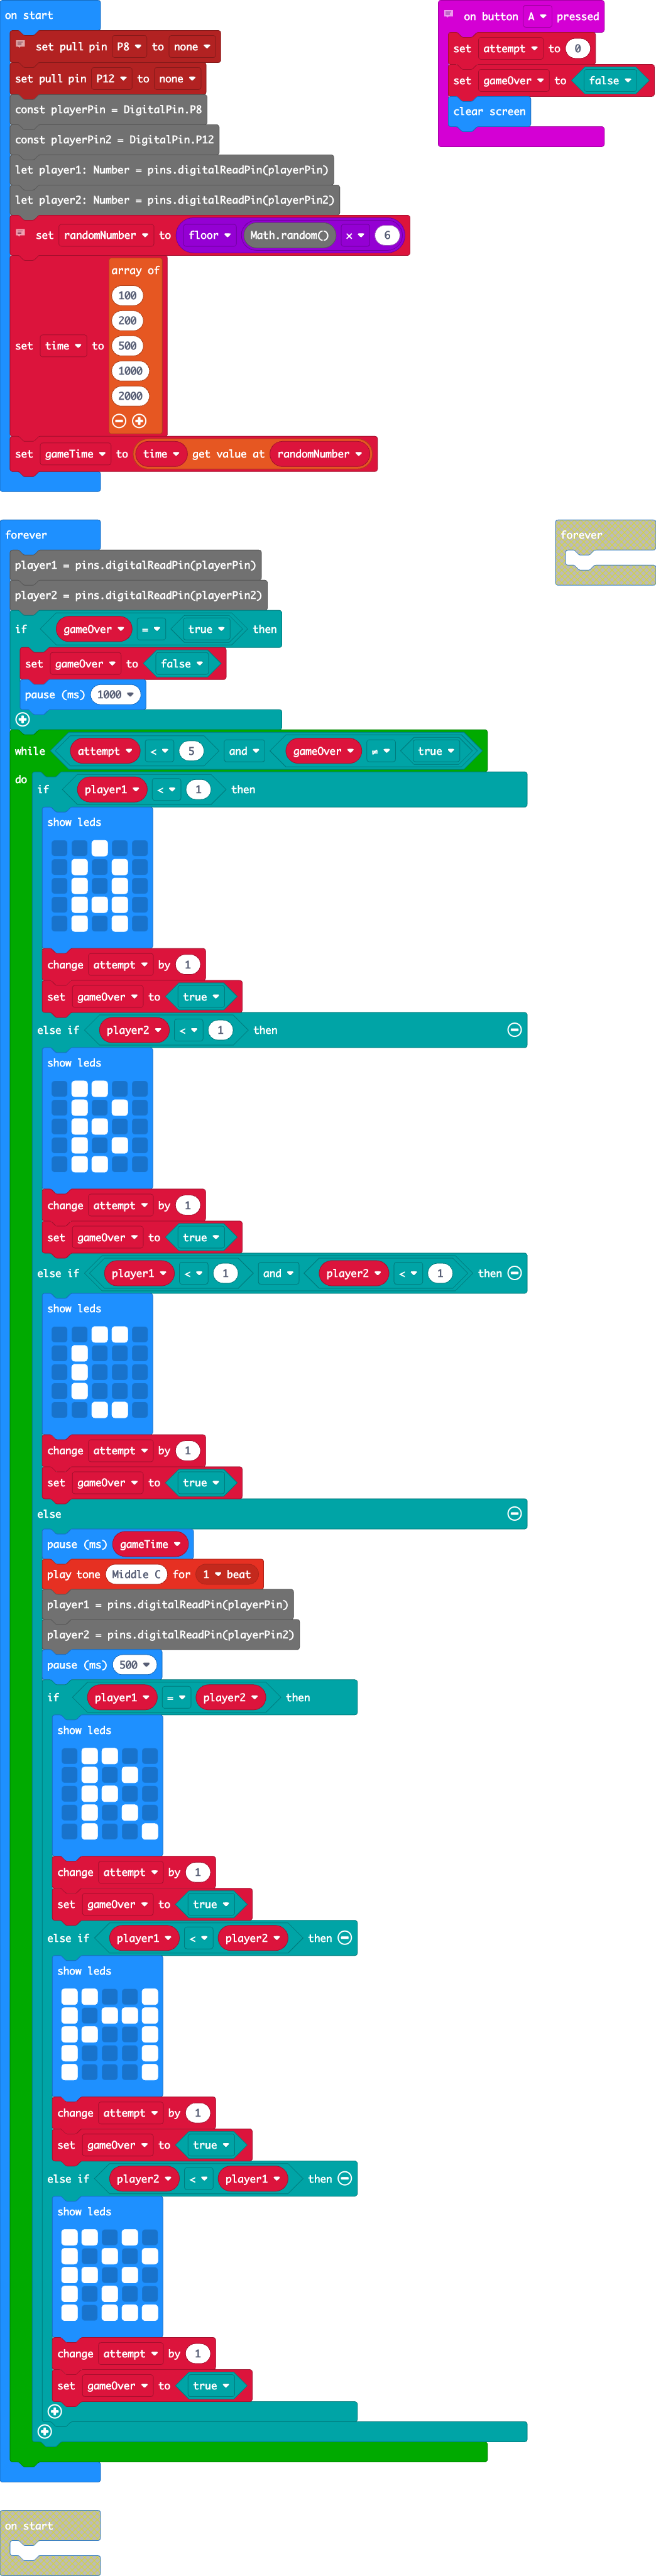 on start
set pull pin P8 to none
set pull pin P12 to none
const playerPin = DigitalPin.P8
const playerPin2 = DigitalPin.P12
let player1: Number = pins.digitalReadPin(playerPin)
let player2: Number = pins.digitalReadPin(playerPin2)
set randomNumber to floor Math.random() × 6
set time to array of
100
200
500
1000
2000
set gameTime to time get value at randomNumber
on button A pressed
set attempt to 0
set gameOver to false
clear screen
forever
player1 = pins.digitalReadPin(playerPin)
player2 = pins.digitalReadPin(playerPin2)
if gameOver = true then
set gameOver to false
pause (ms) 1000
while attempt < 5 and gameOver ≠ true
do
if player1 < 1 then
show leds
change attempt by 1
set gameOver to true
else if player2 < 1 then
show leds
change attempt by 1
set gameOver to true
else if player1 < 1 and player2 < 1 then
show leds
change attempt by 1
set gameOver to true
else
pause (ms) gameTime
play tone Middle C for 1 beat
player1 = pins.digitalReadPin(playerPin)
player2 = pins.digitalReadPin(playerPin2)
pause (ms) 500
if player1 = player2 then
show leds
change attempt by 1
set gameOver to true
else if player1 < player2 then
show leds
change attempt by 1
set gameOver to true
else if player2 < player1 then
show leds
change attempt by 1
set gameOver to true
forever
on start